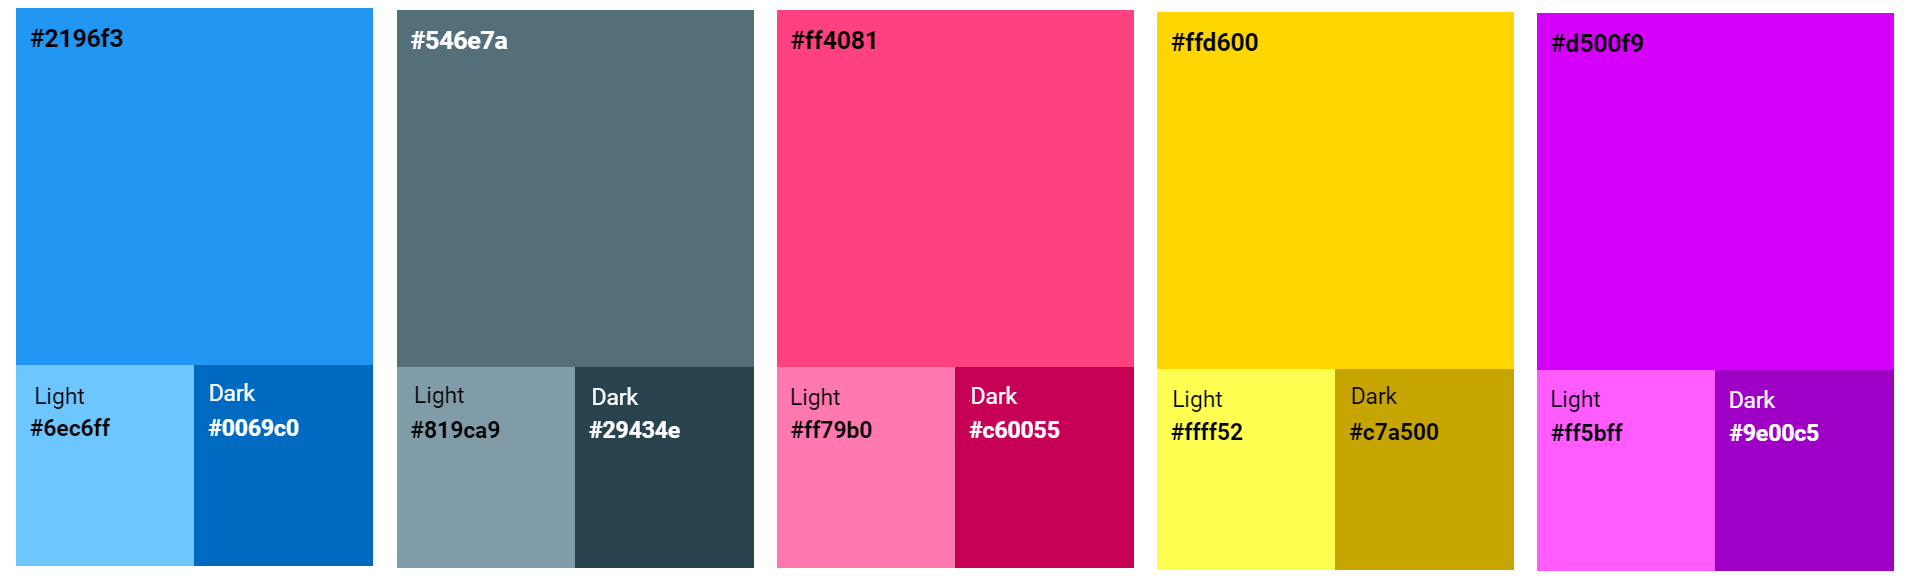 #2196f3
Light
#6ec6ff
Dark
#0069c0
#546e7a
Light
#819ca9
Dark
#29434e
#ff4081
Light
#ff79b0
Dark
#c60055
#ffd600
Light
#ffff52
Dark
#c7a500
#d500f9
Light
#ff5bff
Dark
#9e00c5